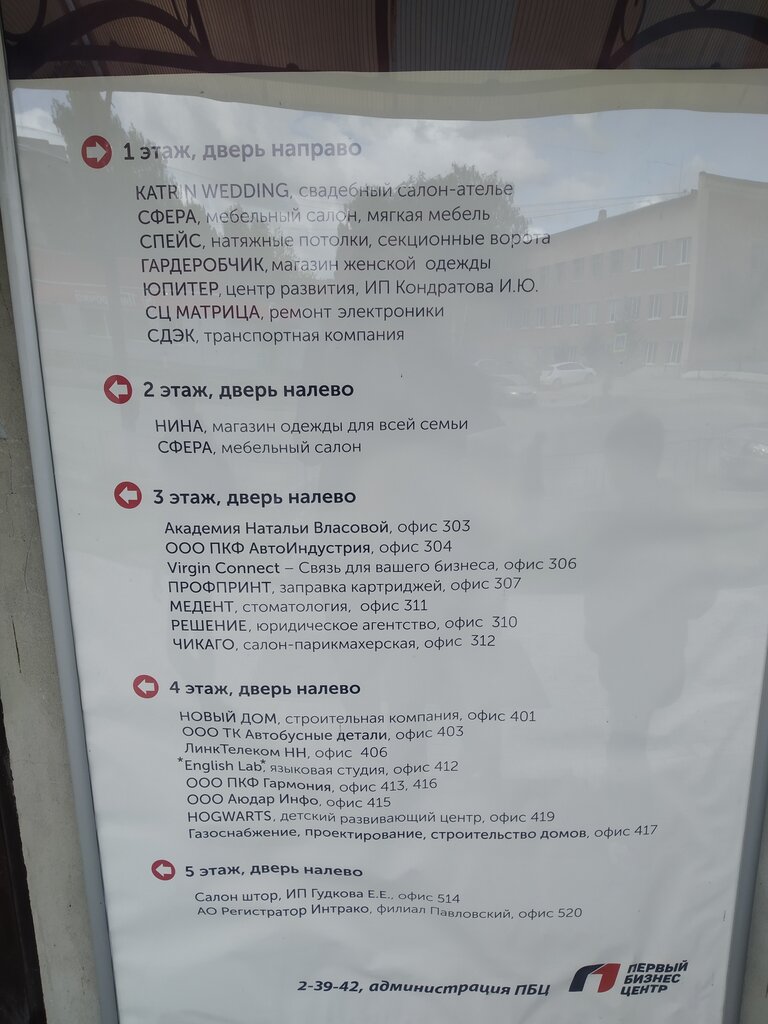 1 этаж, дверь направо
KATRIN WEDDING, свадебный салон-ателье
СФЕРА, мебельный салон, мягкая мебель
СПЕЙС, натяжные потолки, секционные ворота
ГАРДЕРОБЧИК, магазин женской одежды
ЮПИТЕР, центр развития, ИП Кондратова И.Ю.
СЦ МАТРИЦА, ремонт электроники
СДЭК, транспортная компания
2 этаж, дверь налево
НИНА, магазин одежды для всей семьи
СФЕРА, мебельный салон
3 этаж, дверь налево
Академия Натальи Власовой, офис 303
ООО ПКФ АвтоИндустрия, офис 304
Virgin Connect – Связь для вашего бизнеса, офис 306
ПРОФПРИНТ, заправка картриджей, офис 307
МЕДЕНТ, стоматология, офис 311
РЕШЕНИЕ, юридическое агентство, офис 310
ЧИКАГО, салон-парикмахерская, офис 312
4 этаж, дверь налево
НОВЫЙ ДОМ, строительная компания, офис 401
ООО ТК Автобусные детали, офис 403
ЛинкТелеком НН, офис 406
*English Lab*, языковая студия, офис 412
ООО ПКФ Гармония, офис 413, 416
ООО Аюдар Инфо, офис 415
HOGWARTS, детский развивающий центр, офис 419
Газоснабжение, проектирование, строительство домов, офис 417
5 этаж, дверь налево
Салон штор, ИП Гудкова Е.Е., офис 514
АО Регистратор Интрако, филиал Павловский, офис 520
2-39-42, администрация ПБЦ
ПЕРВЫЙ
БИЗНЕС
ЦЕНТР